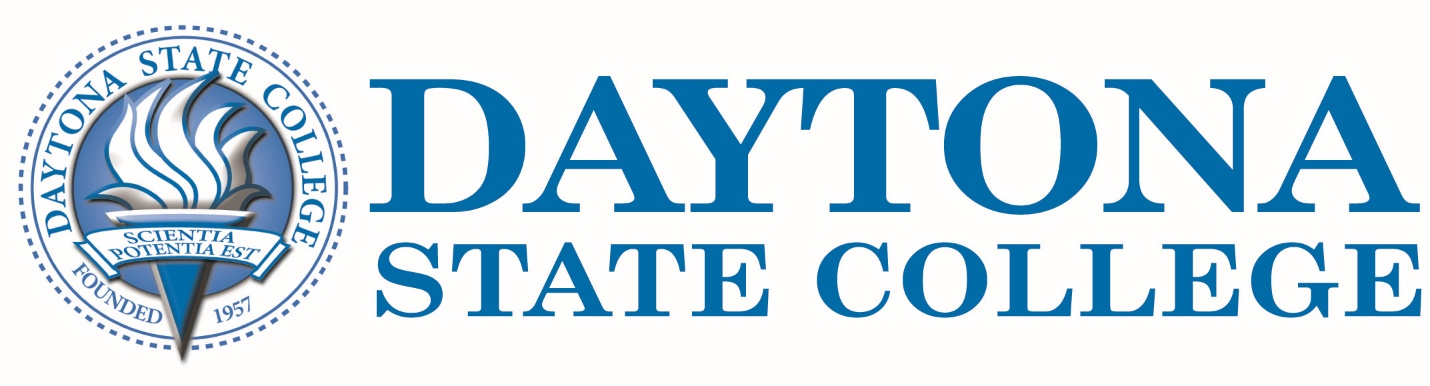 DAYTONA STATE COLLEGE
SCIENTIA
POTENTIA EST
FOUNDED 1957
DAYTONA
STATE COLLEGE